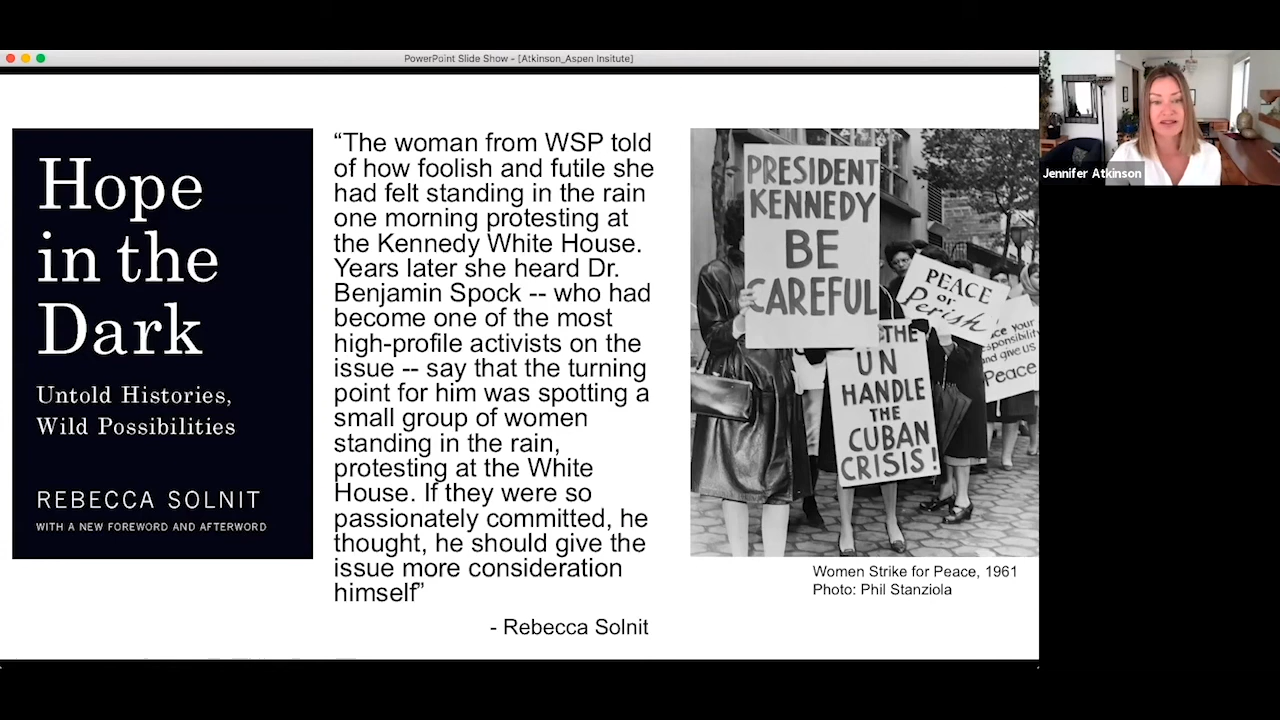 PowerPoint Slide Show - [Atkinson_Aspen Insitute]
Hope
in the
Dark
Untold Histories,
Wild Possibilities
REBECCA SOLNIT
WITH A NEW FOREWORD AND AFTERWORD
“The woman from WSP told
of how foolish and futile she
had felt standing in the rain
one morning protesting at
the Kennedy White House.
Years later she heard Dr.
Benjamin Spock -- who had
become one of the most
high-profile activists on the
issue -- say that the turning
point for him was spotting a
small group of women
standing in the rain,
protesting at the White
House. If they were so
passionately committed, he
thought, he should give the
issue more consideration
himself”
- Rebecca Solnit
PRESIDENT
KENNEDY
BE
CAREFUL
PEACE
or
Perish
THE
UN
HANDLE
THE
CUBAN
CRISIS!
your
and give us
Peace
Women Strike for Peace, 1961
Photo: Phil Stanziola
Jennifer Atkinson